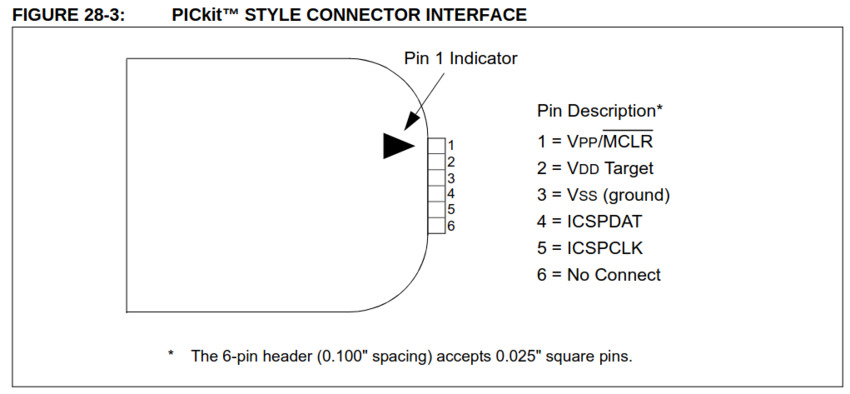 FIGURE 28-3: PICkit™ STYLE CONNECTOR INTERFACE
Pin 1 Indicator
Pin Description*
1 = VPP/MCLR
2 = VDD Target
3 = VSS (ground)
4 = ICSPDAT
5 = ICSPCLK
6 = No Connect
1
2
3
4
5
6
* The 6-pin header (0.100" spacing) accepts 0.025" square pins.